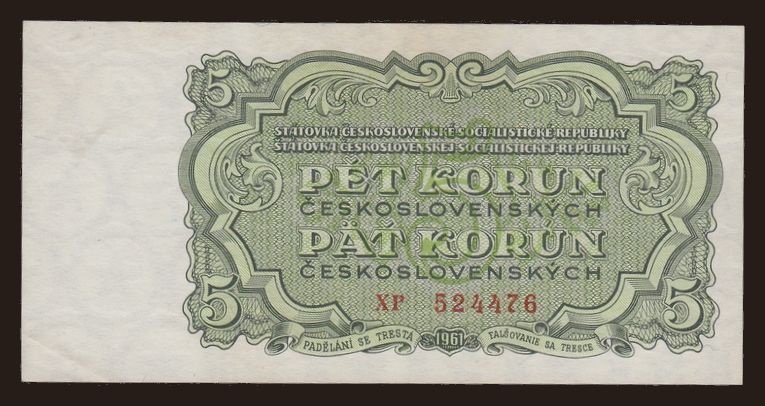 5 5
STÁTOVKA ČESKOSLOVENSKÉ SOCIALISTICKÉ REPUBLIKY
ŠTÁTOVKA ČESKOSLOVENSKEJ SOCIALISTICKEJ REPUBLIKY
PĚT KORUN
ČESKOSLOVENSKÝCH
PÄŤ KORÚN
ČESKOSLOVENSKÝCH
XP 524476
5 5
PADĚLÁNÍ SE TRESTÁ 1961 FALŠOVANIE SA TRESCE